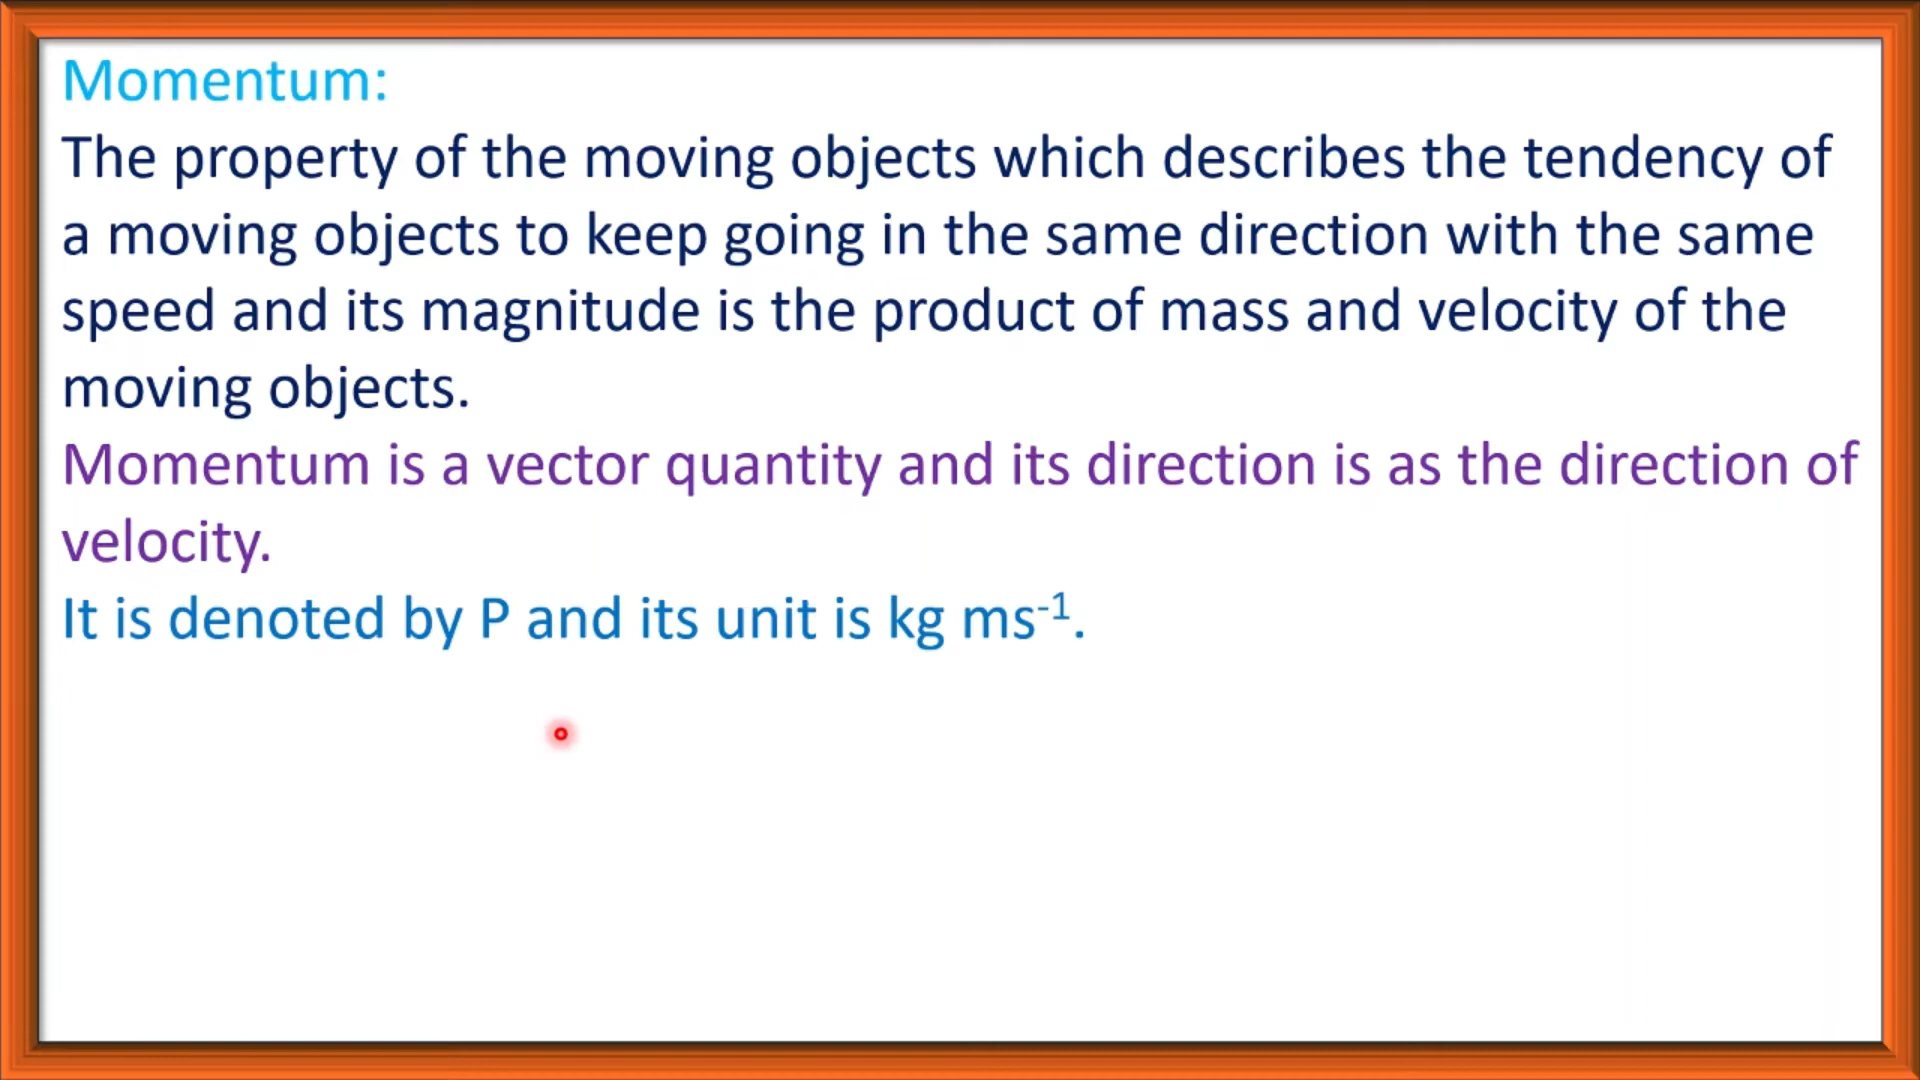 Momentum:
The property of the moving objects which describes the tendency of
a moving objects to keep going in the same direction with the same
speed and its magnitude is the product of mass and velocity of the
moving objects.
Momentum is a vector quantity and its direction is as the direction of
velocity.
It is denoted by P and its unit is kg ms⁻¹.